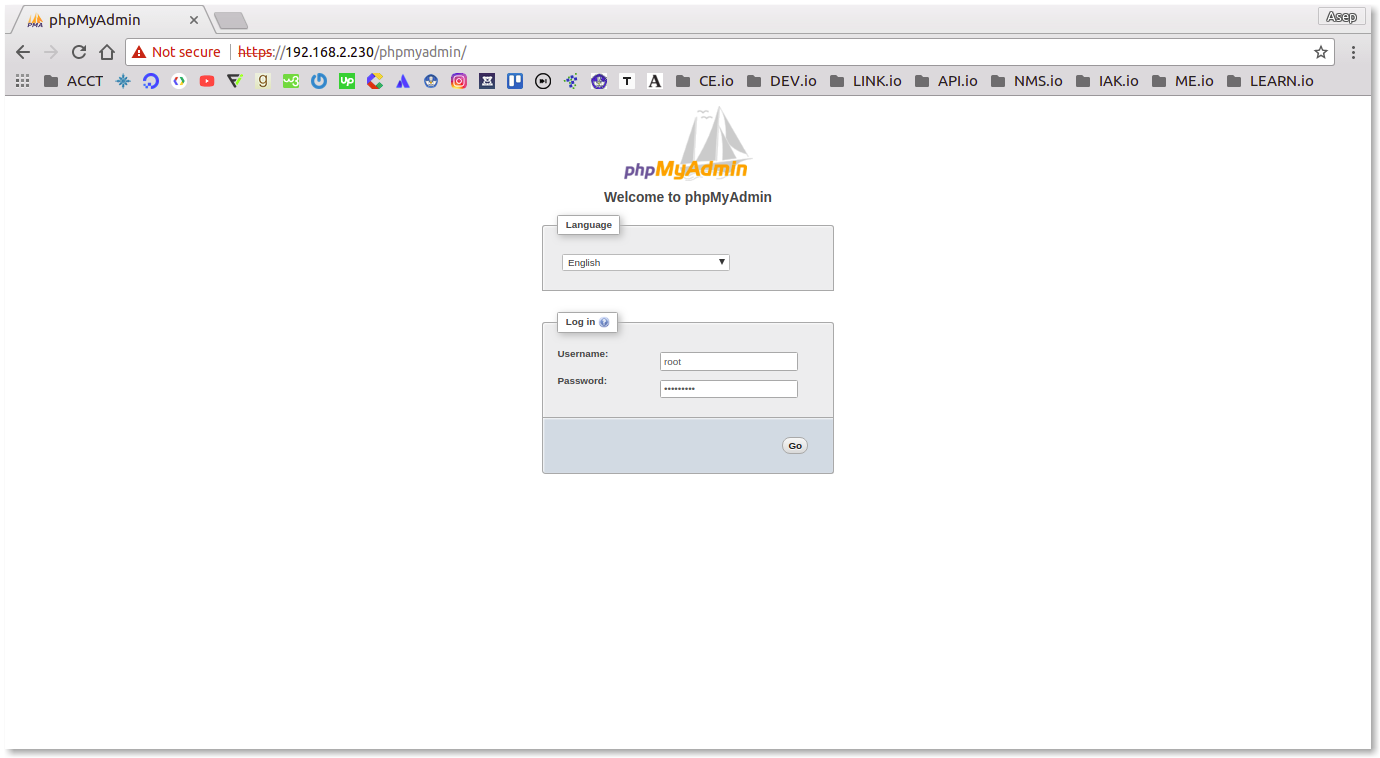 phpMyAdmin
Asep
Not secure https://192.168.2.230/phpmyadmin/
ACCT CE.io DEV.io LINK.io API.io NMS.io IAK.io ME.io LEARN.io
phpMyAdmin
Welcome to phpMyAdmin
Language
English
Log in
Username: root
Password: •••••••••
Go